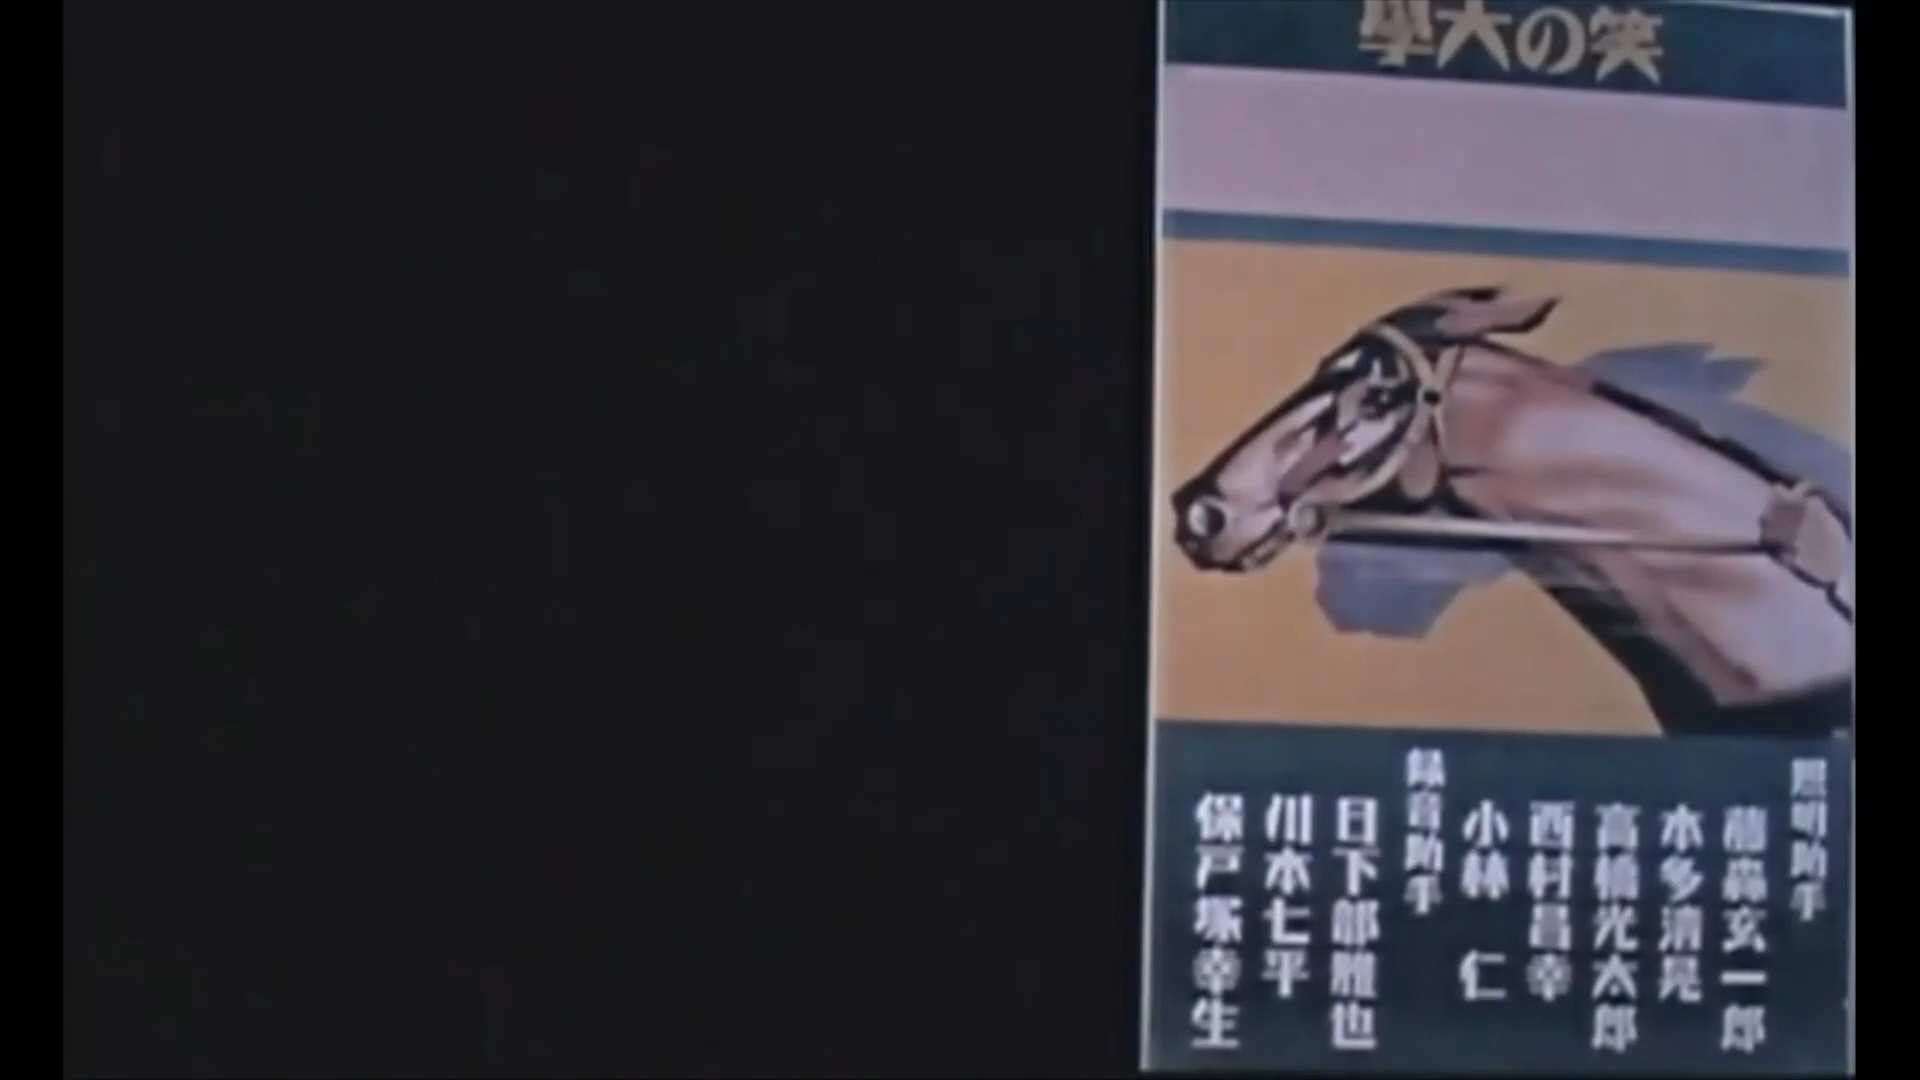 學大の笑
照明助手
蘭轟玄一郎
本多清晃
高橋光太郎
西村昌幸
小林 仁
録音助手
日下部雅也
川本七平
保戸塚幸生